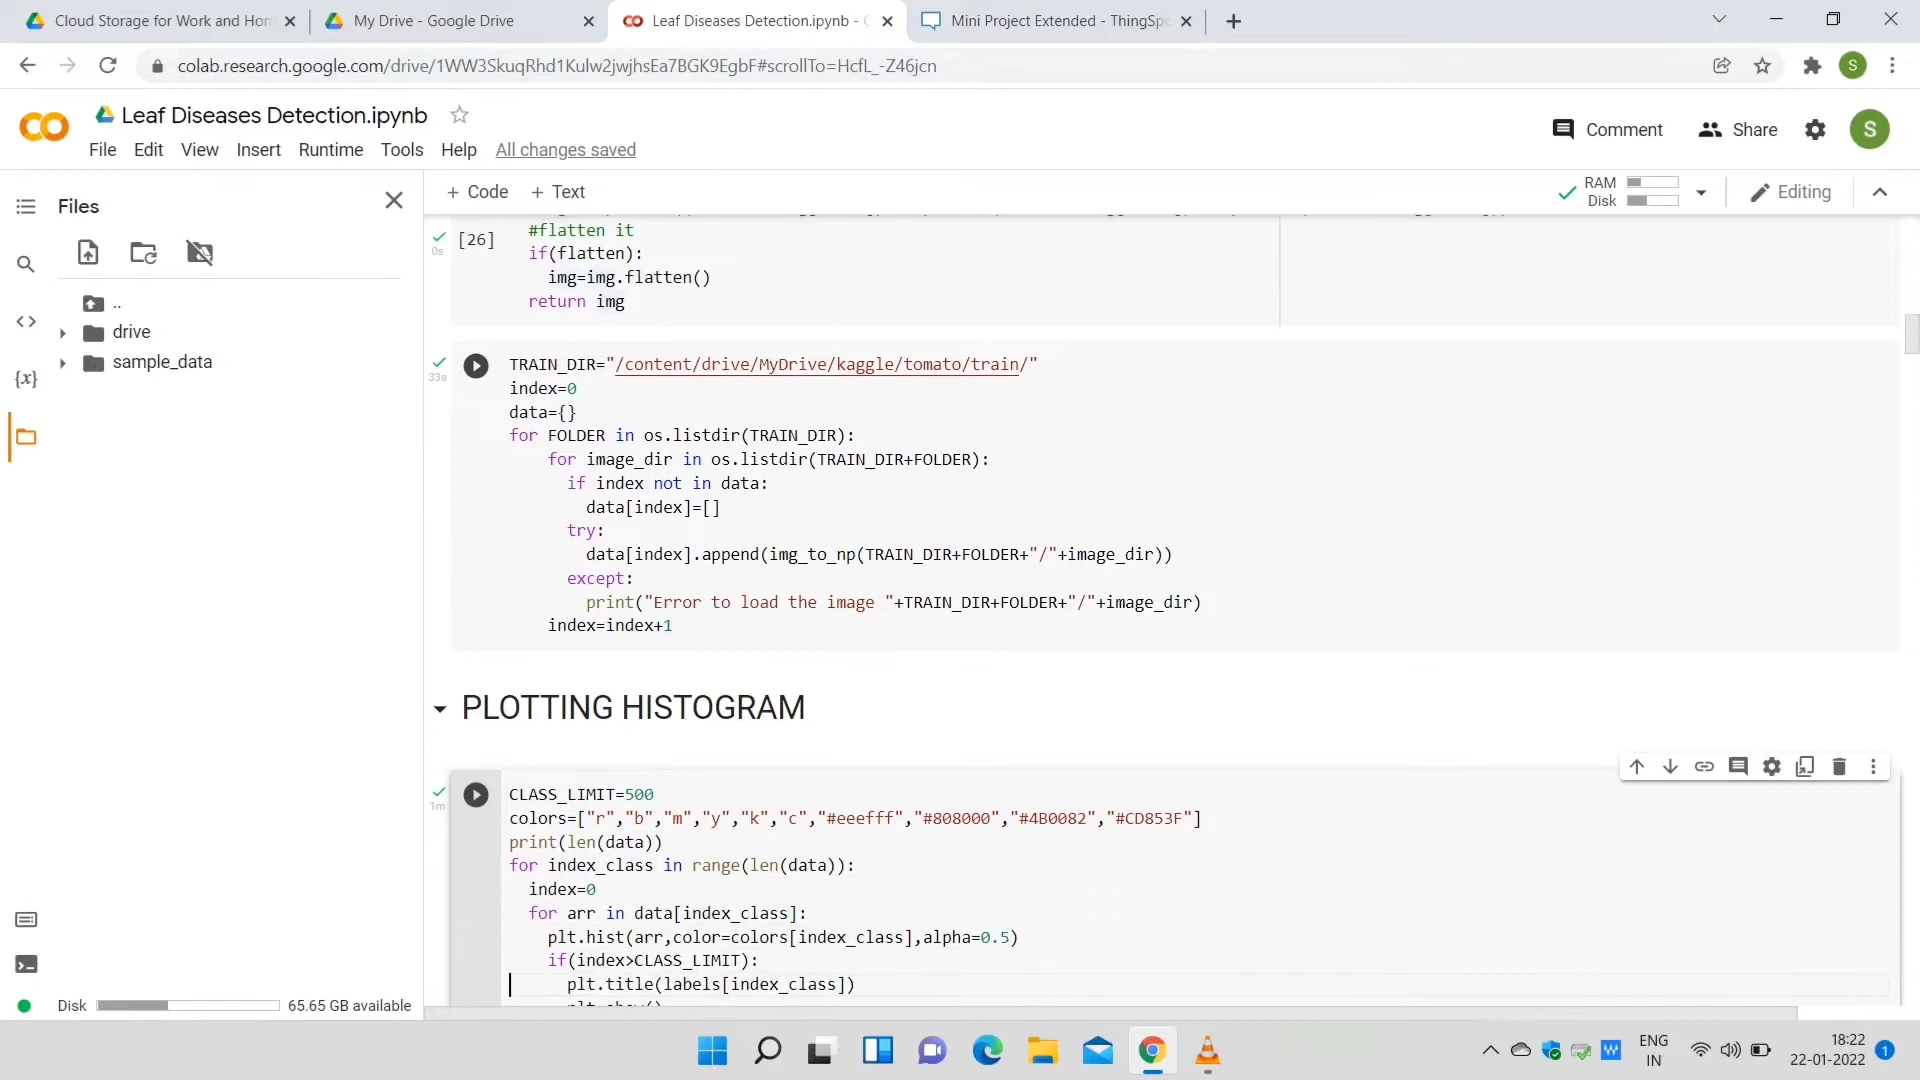 Cloud Storage for Work and Hom
My Drive - Google Drive
Leaf Diseases Detection.ipynb - C
Mini Project Extended - ThingSpe
colab.research.google.com/drive/1WW3SkuqRhd1Kulw2jwjhsEa7BGK9EgbF#scrollTo=HcfL_-Z46jcn
S
Leaf Diseases Detection.ipynb
Comment
Share
S
File Edit View Insert Runtime Tools Help All changes saved
Files
+ Code + Text
RAM
Disk
Editing
..
drive
sample_data
{x}
0s
[26]
#flatten it
if(flatten):
img=img.flatten()
return img
33s
TRAIN_DIR="/content/drive/MyDrive/kaggle/tomato/train/"
index=0
data={}
for FOLDER in os.listdir(TRAIN_DIR):
for image_dir in os.listdir(TRAIN_DIR+FOLDER):
if index not in data:
data[index]=[]
try:
data[index].append(img_to_np(TRAIN_DIR+FOLDER+"/"+image_dir))
except:
print("Error to load the image "+TRAIN_DIR+FOLDER+"/"+image_dir)
index=index+1
PLOTTING HISTOGRAM
1m
CLASS_LIMIT=500
colors=["r","b","m","y","k","c","#eeefff","#808000","#4B0082","#CD853F"]
print(len(data))
for index_class in range(len(data)):
index=0
for arr in data[index_class]:
plt.hist(arr,color=colors[index_class],alpha=0.5)
if(index>CLASS_LIMIT):
plt.title(labels[index_class])
Disk
65.65 GB available
ENG
IN
18:22
22-01-2022
1